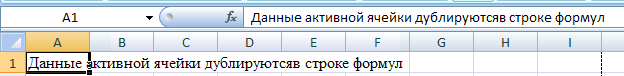 A1 fx Данные активной ячейки дублируютсяв строке формул
A B C D E F G H I
1 Данные активной ячейки дублируютсяв строке формул